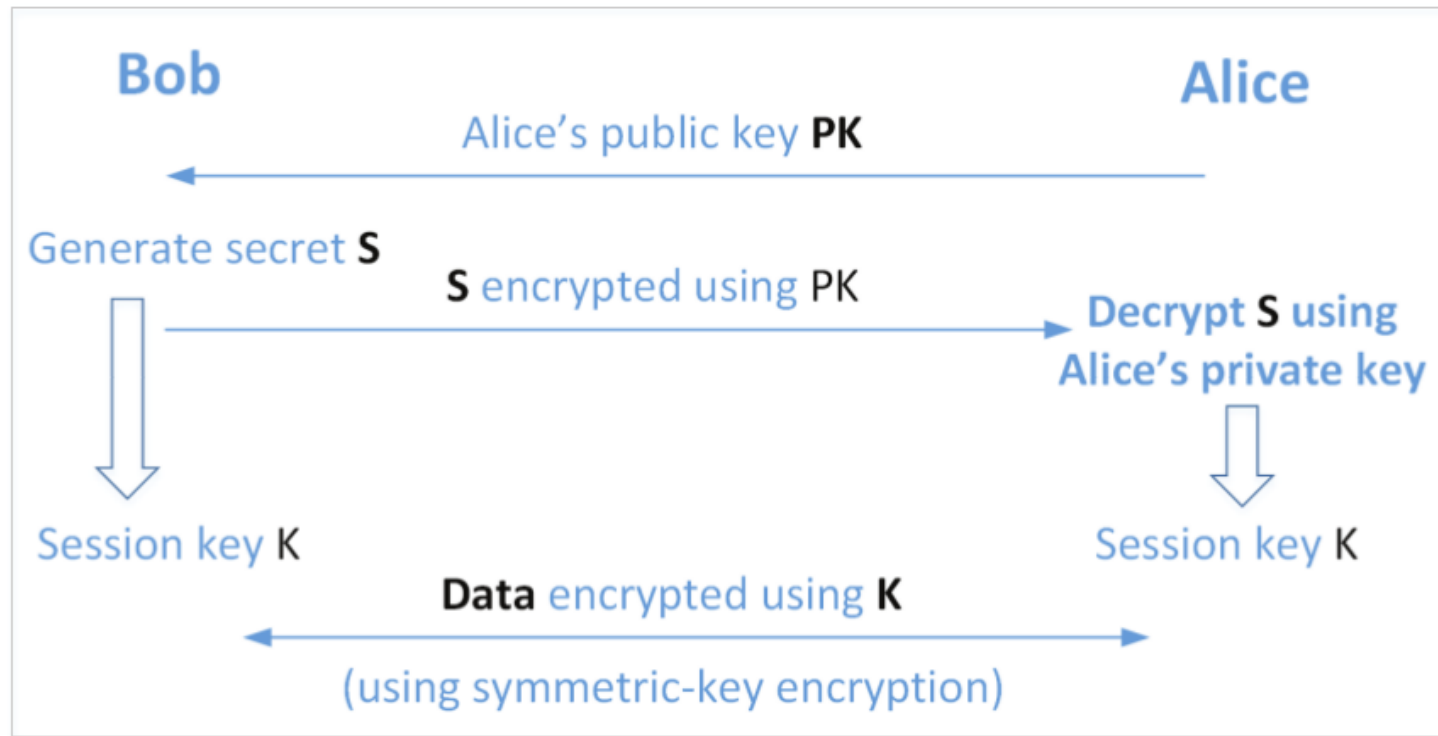 Bob
Alice
Alice’s public key PK
Generate secret S
S encrypted using PK
Decrypt S using
Alice’s private key
Session key K
Session key K
Data encrypted using K
(using symmetric-key encryption)